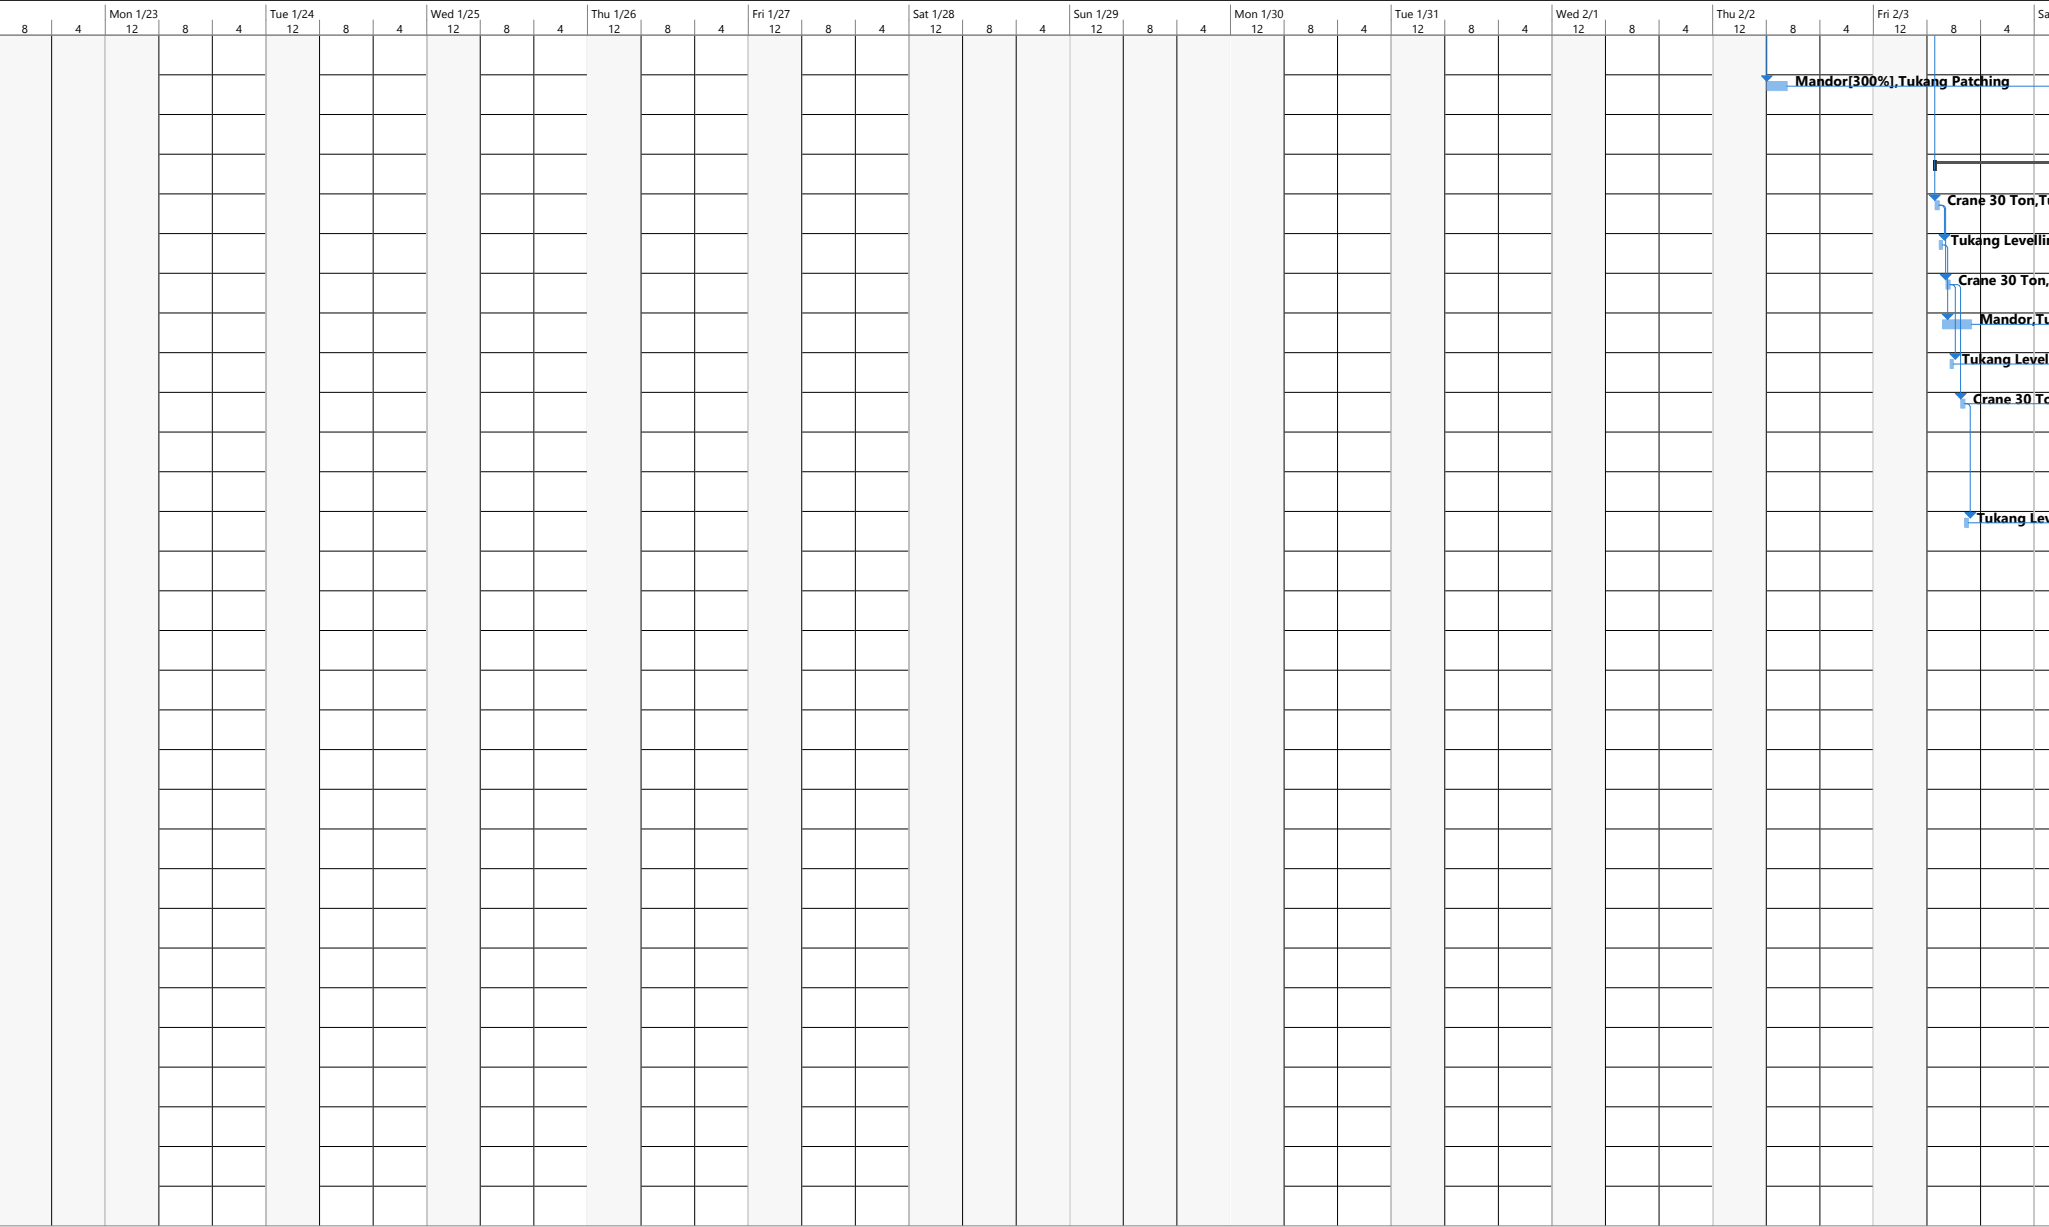 Mon 1/23 Tue 1/24 Wed 1/25 Thu 1/26 Fri 1/27 Sat 1/28 Sun 1/29 Mon 1/30 Tue 1/31 Wed 2/1 Thu 2/2 Fri 2/3 Sa
8 4 12 8 4 12 8 4 12 8 4 12 8 4 12 8 4 12 8 4 12 8 4 12 8 4 12 8 4 12 8 4 12 8 4 12 8 4
Mandor[300%],Tukang Patching
Crane 30 Ton,Tu
Tukang Levellin
Crane 30 Ton,
Mandor,Tu
Tukang Level
Crane 30 To
Tukang Lev